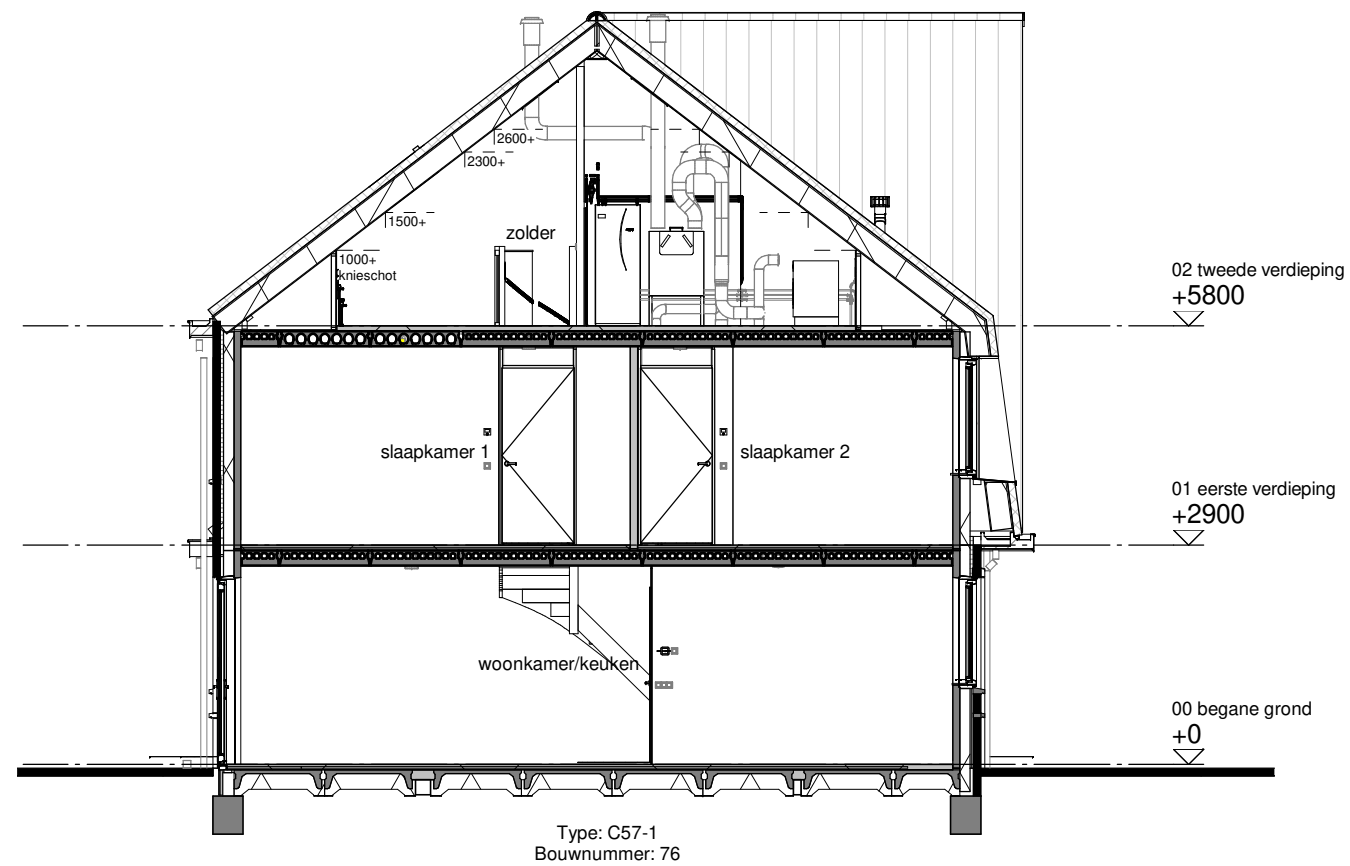 2600+
2300+
1500+
zolder
1000+
knieschot
02 tweede verdieping
+5800
slaapkamer 1
slaapkamer 2
01 eerste verdieping
+2900
woonkamer/keuken
00 begane grond
+0
Type: C57-1
Bouwnummer: 76